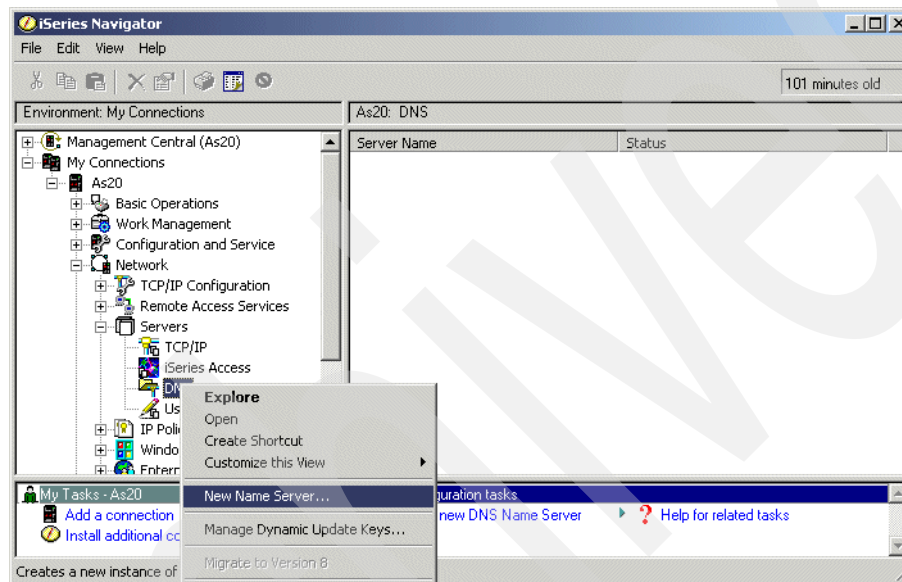 iSeries Navigator
File Edit View Help
101 minutes old
Environment: My Connections
As20: DNS
Management Central (As20)
My Connections
As20
Basic Operations
Work Management
Configuration and Service
Network
TCP/IP Configuration
Remote Access Services
Servers
TCP/IP
iSeries Access
IP
Server Name Status
Explore
Open
Create Shortcut
Customize this View
New Name Server...
Manage Dynamic Update Keys...
Migrate to Version 8
My Tasks - As20
Add a connection
Install additional
tasks
new DNS Name Server
Help for related tasks
Creates a new instance of